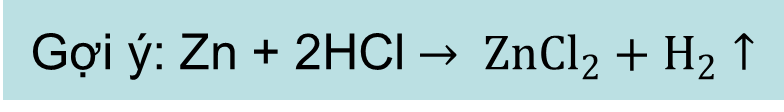 Gợi ý: Zn + 2HCl → ZnCl₂ + H₂ ↑